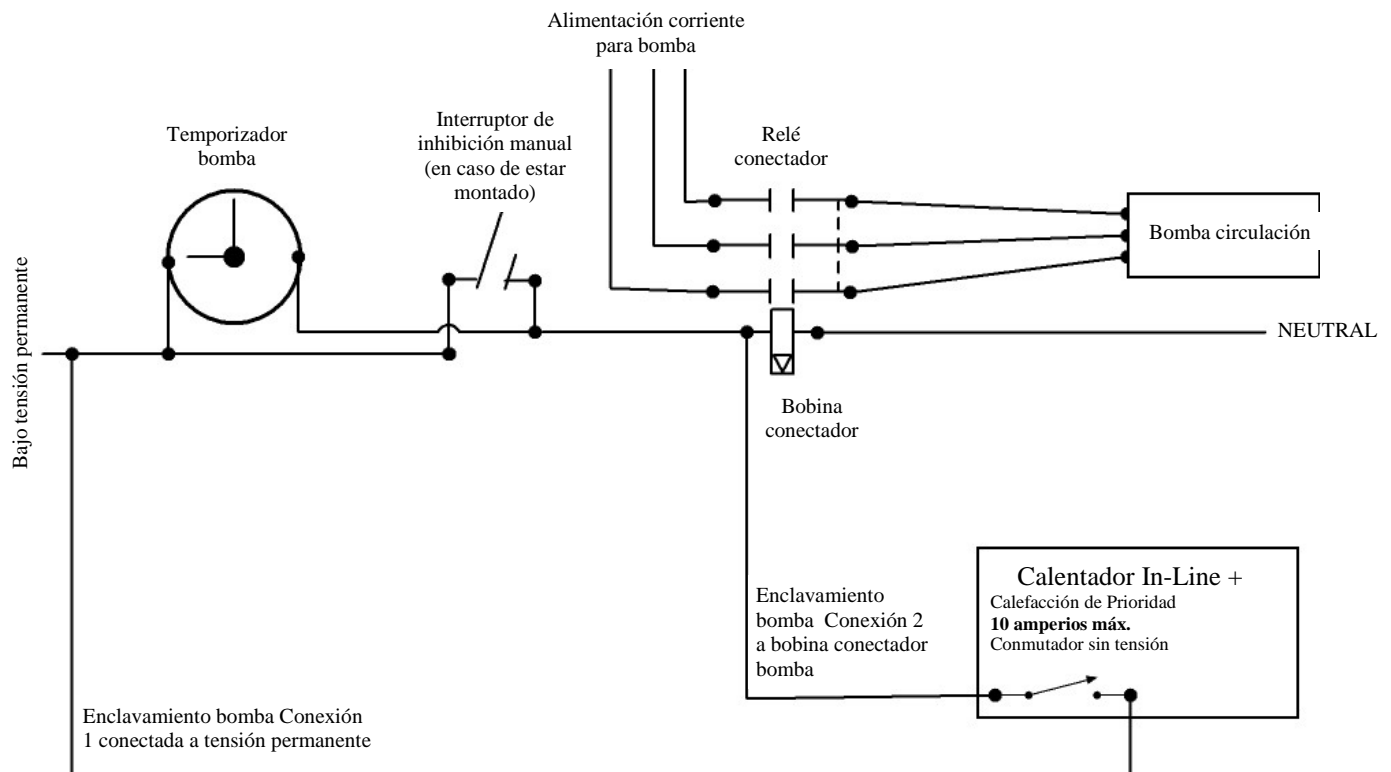 Alimentación corriente
para bomba
Temporizador
bomba
Interruptor de
inhibición manual
(en caso de estar
montado)
Relé
conectador
Bomba circulación
Bajo tensión permanente
NEUTRAL
Bobina
conectador
Enclavamiento
bomba Conexión 2
a bobina conectador
bomba
Calentador In-Line +
Calefacción de Prioridad
10 amperios máx.
Conmutador sin tensión
Enclavamiento bomba Conexión
1 conectada a tensión permanente